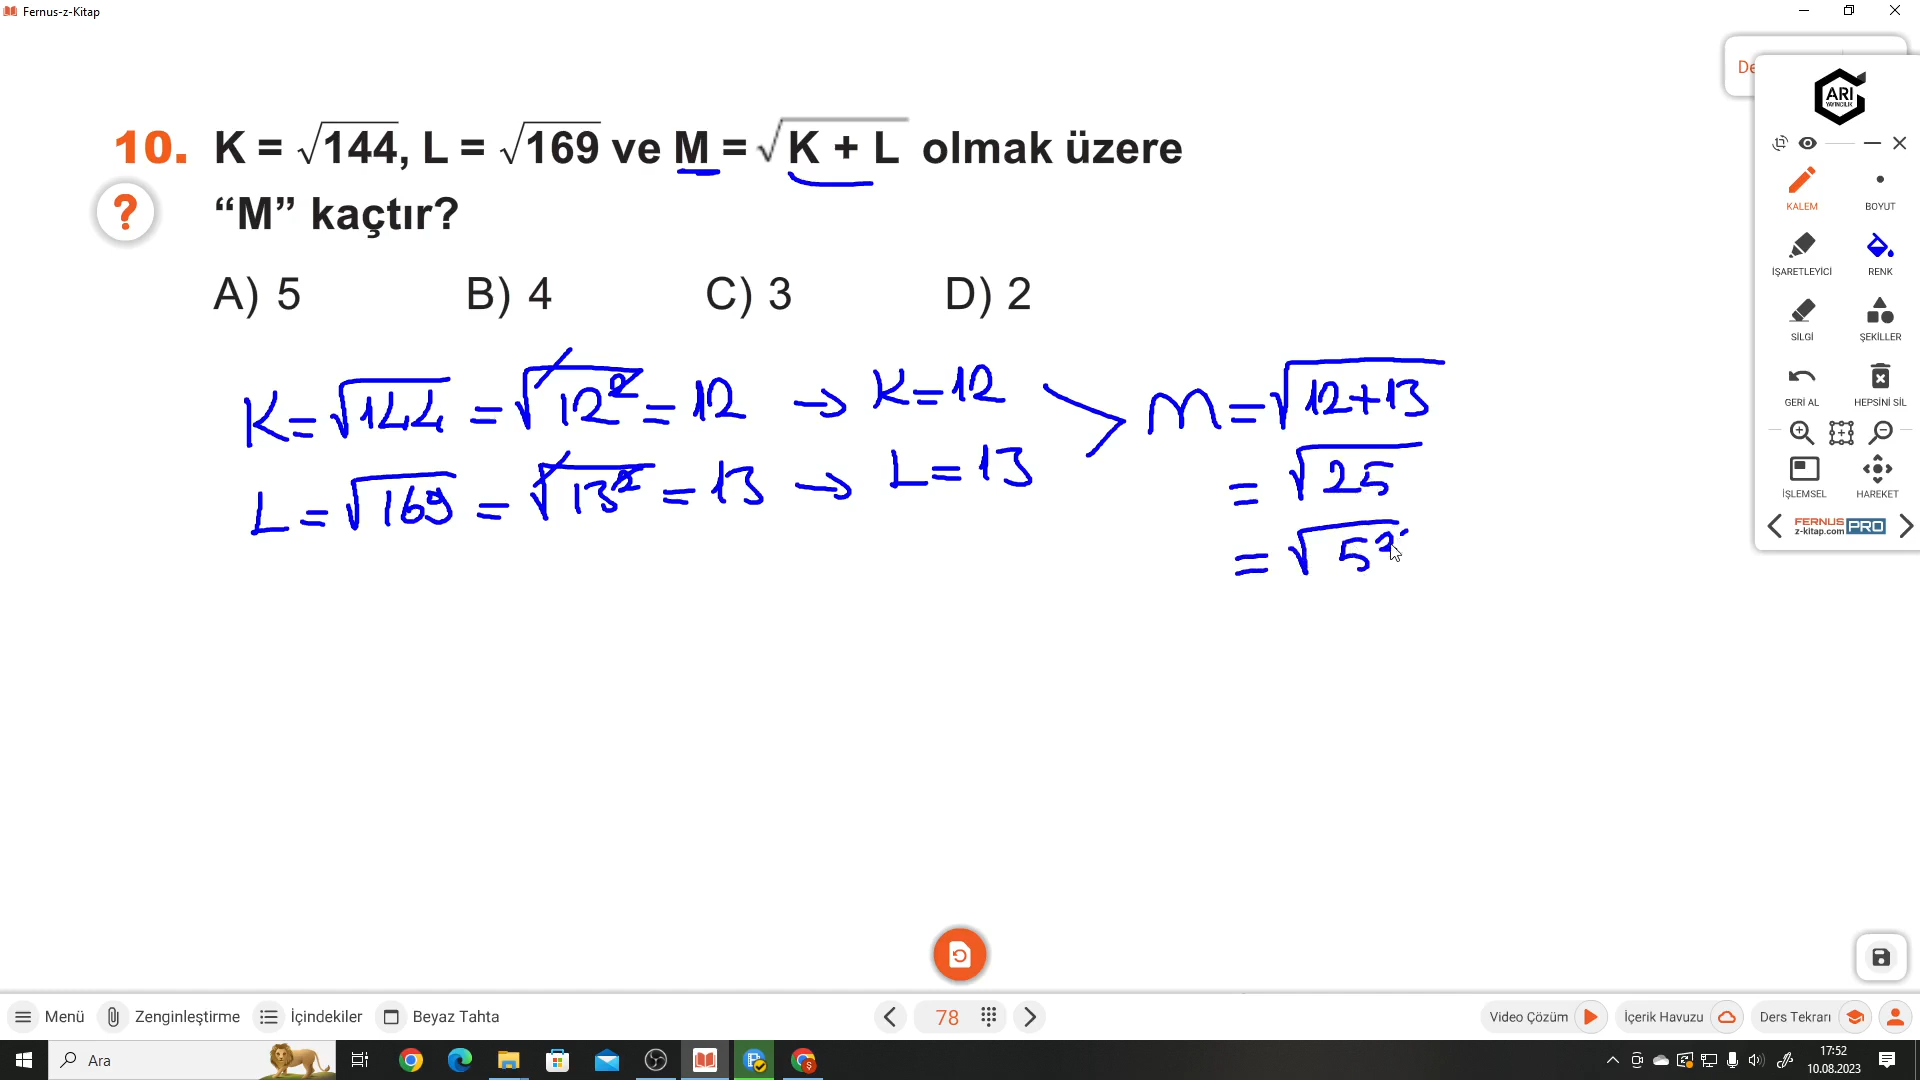 Fernus-z-Kitap
10. K = √144, L = √169 ve M = √K + L olmak üzere
? "M" kaçtır?
A) 5 B) 4 C) 3 D) 2
K = √144 = √12² = 12 → K = 12
L = √169 = √13² = 13 → L = 13
M = √12+13
= √25
= √5²
De
ARI
YAYINCILIK
KALEM BOYUT
İŞARETLEYİCİ RENK
SİLGİ ŞEKİLLER
GERİ AL HEPSİNİ SİL
İŞLEMSEL HAREKET
FERNUS PRO
z-kitap.com
Menü Zenginleştirme İçindekiler Beyaz Tahta 78 Video Çözüm İçerik Havuzu Ders Tekrarı
Ara
17:52
10.08.2023